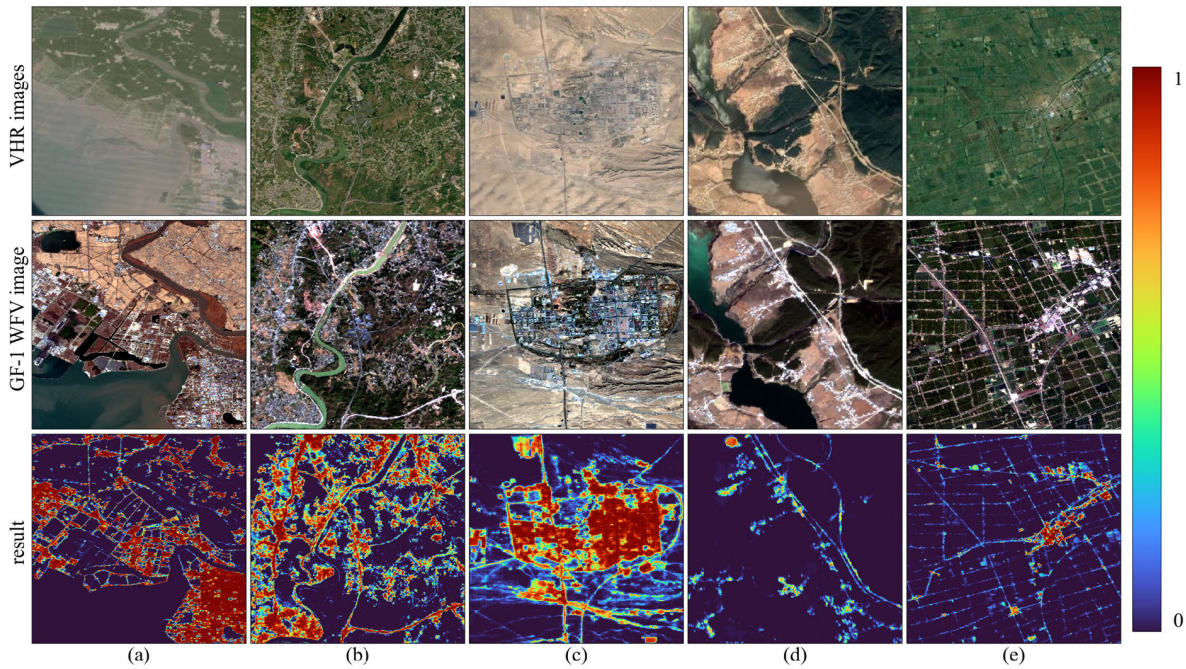 VHR images
GF-1 WFV image
result
(a)
(b)
(c)
(d)
(e)
1
0